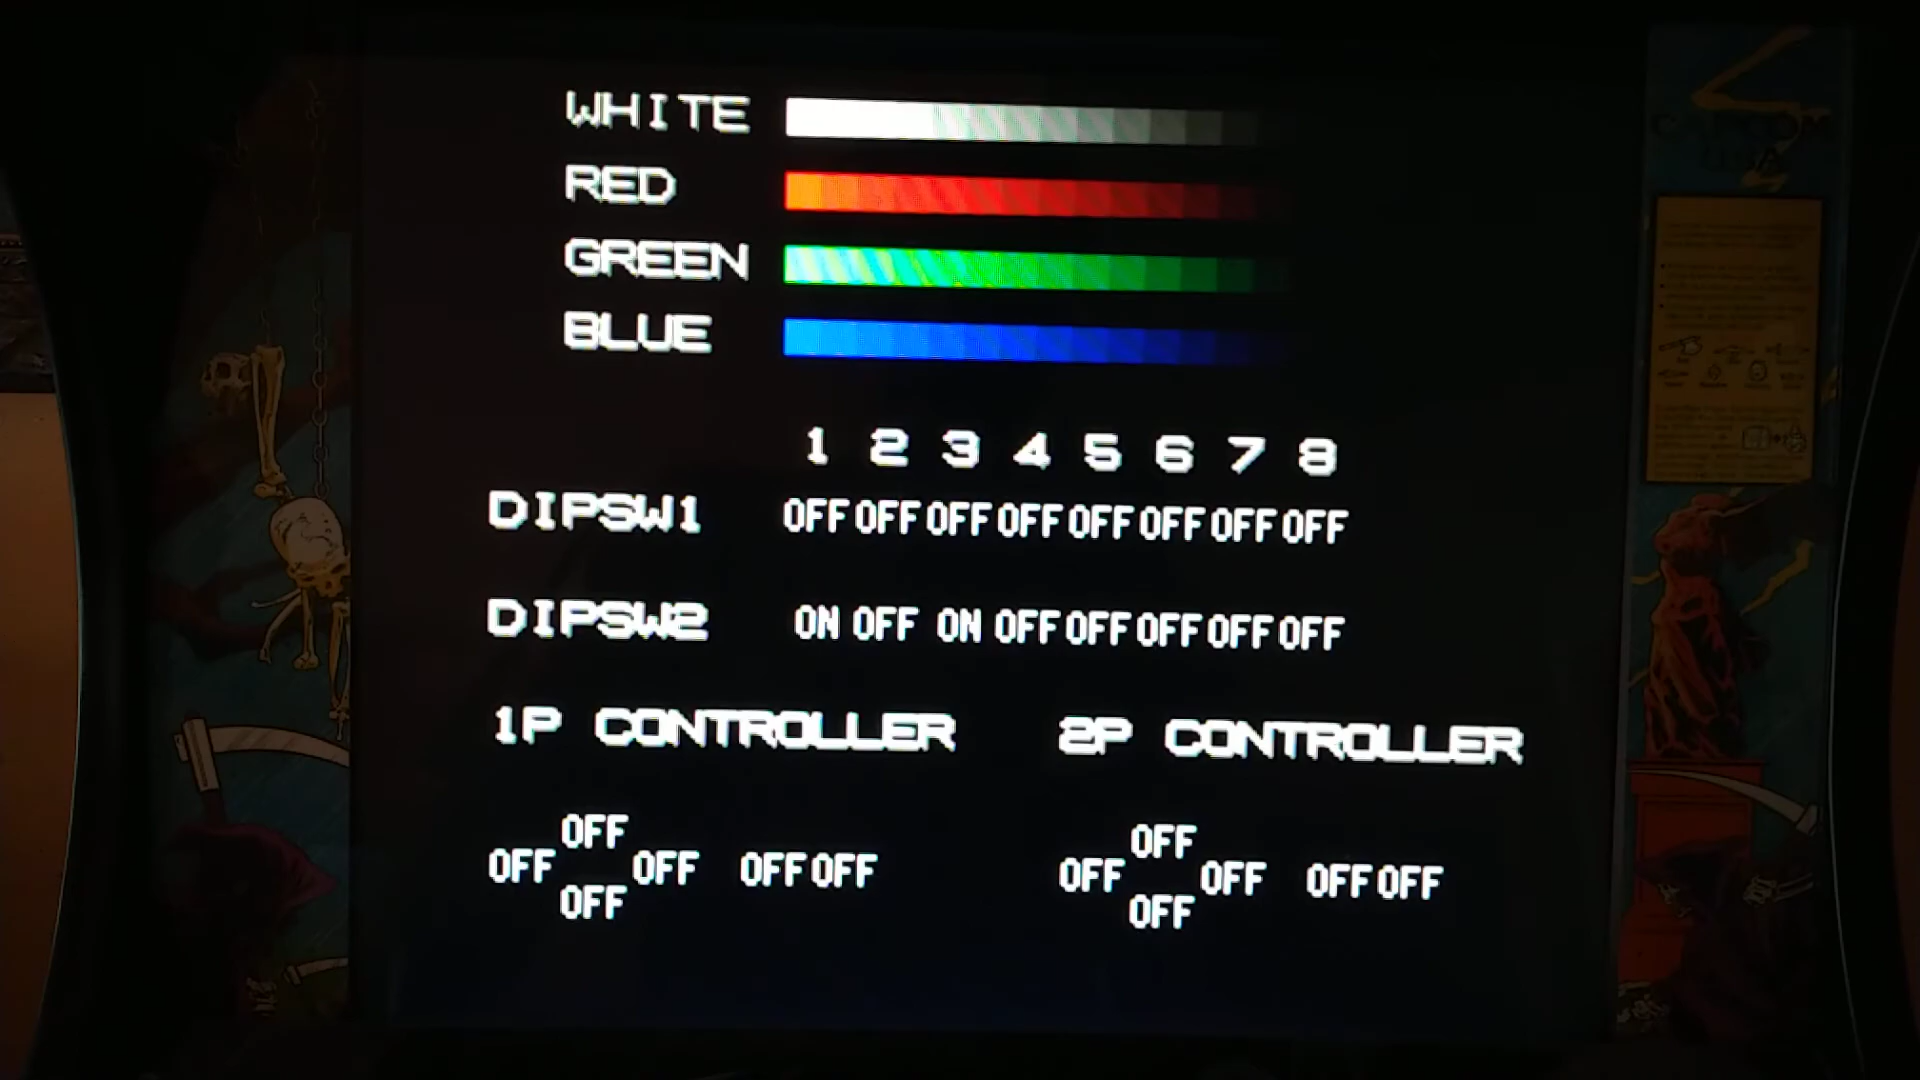 WHITE
RED
GREEN
BLUE
1 2 3 4 5 6 7 8
DIPSW1 OFF OFF OFF OFF OFF OFF OFF OFF
DIPSW2 ON OFF ON OFF OFF OFF OFF OFF
1P CONTROLLER 2P CONTROLLER
OFF OFF
OFF OFF OFF OFF OFF OFF OFF OFF
OFF OFF
CAPCOM
USA